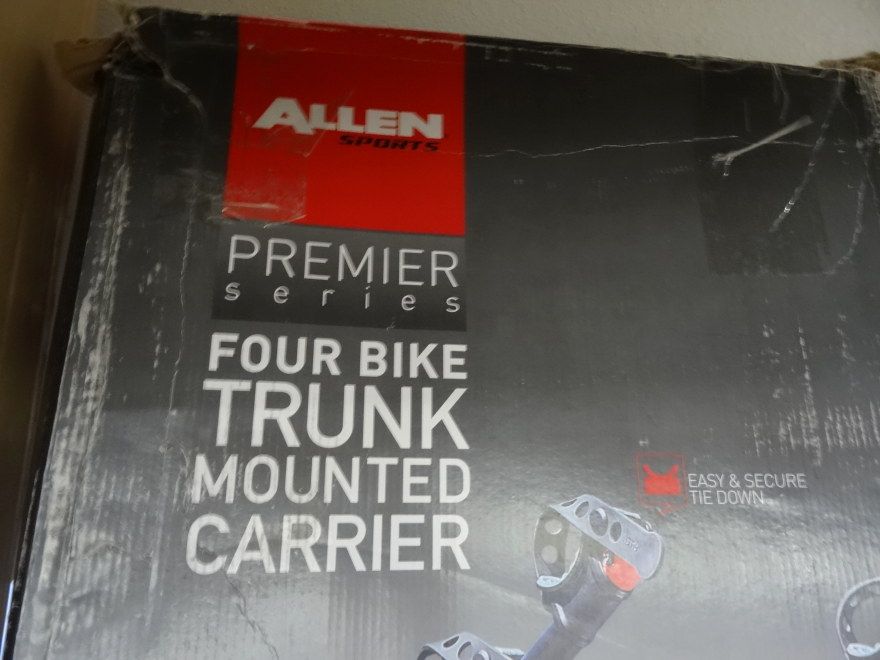 ALLEN
SPORTS
PREMIER
series
FOUR BIKE
TRUNK
MOUNTED
CARRIER
EASY & SECURE
TIE DOWN